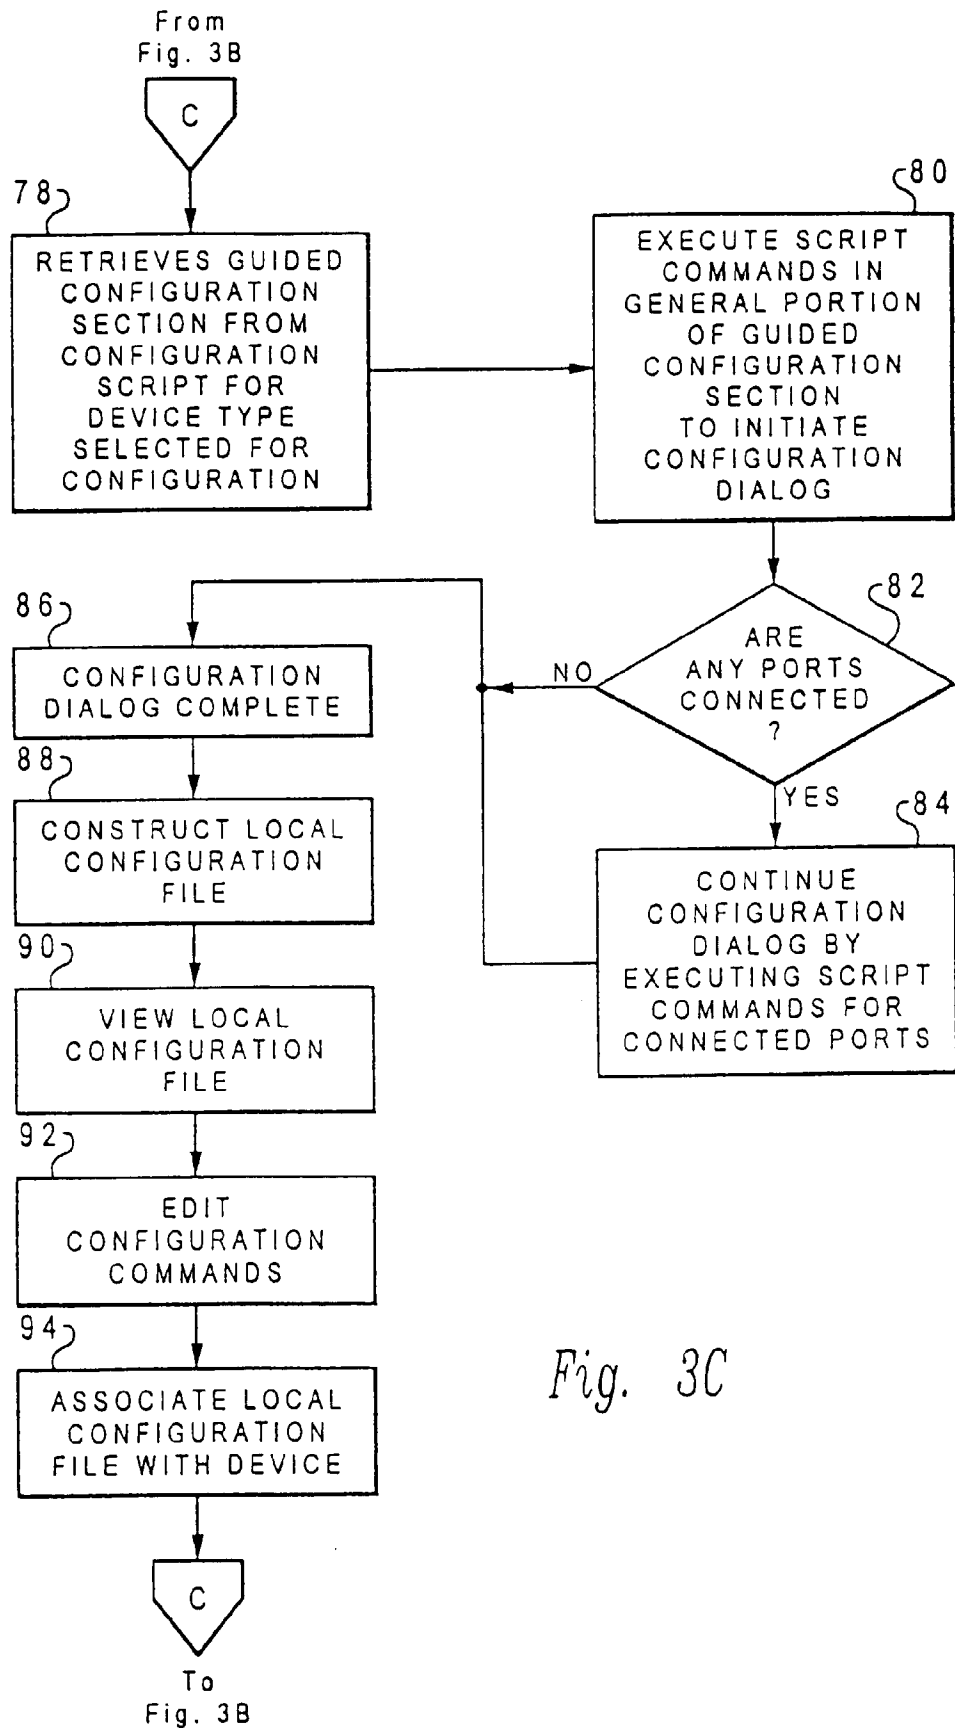 From
Fig. 3B
C
78
RETRIEVES GUIDED
CONFIGURATION
SECTION FROM
CONFIGURATION
SCRIPT FOR
DEVICE TYPE
SELECTED FOR
CONFIGURATION
80
EXECUTE SCRIPT
COMMANDS IN
GENERAL PORTION
OF GUIDED
CONFIGURATION
SECTION
TO INITIATE
CONFIGURATION
DIALOG
82
ARE
ANY PORTS
CONNECTED
?
NO
YES
84
CONTINUE
CONFIGURATION
DIALOG BY
EXECUTING SCRIPT
COMMANDS FOR
CONNECTED PORTS
86
CONFIGURATION
DIALOG COMPLETE
88
CONSTRUCT LOCAL
CONFIGURATION
FILE
90
VIEW LOCAL
CONFIGURATION
FILE
92
EDIT
CONFIGURATION
COMMANDS
94
ASSOCIATE LOCAL
CONFIGURATION
FILE WITH DEVICE
C
To
Fig. 3B
Fig. 3C